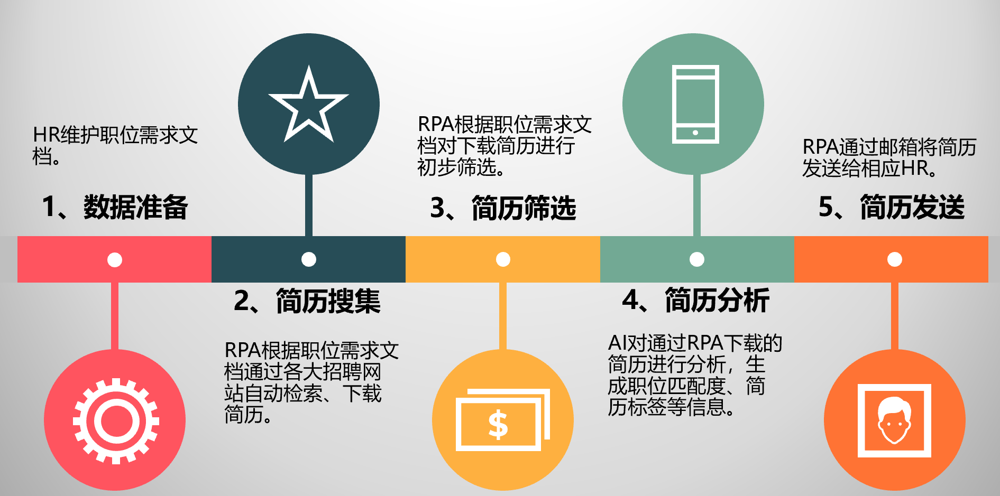 HR维护职位需求文
档。
1、数据准备
2、简历搜集
RPA根据职位需求文
档通过各大招聘网
站自动检索、下载
简历。
RPA根据职位需求文
档对下载简历进行
初步筛选。
3、简历筛选
$
4、简历分析
AI对通过RPA下载的
简历进行分析，生
成职位匹配度、简
历标签等信息。
RPA通过邮箱将简历
发送给相应HR。
5、简历发送